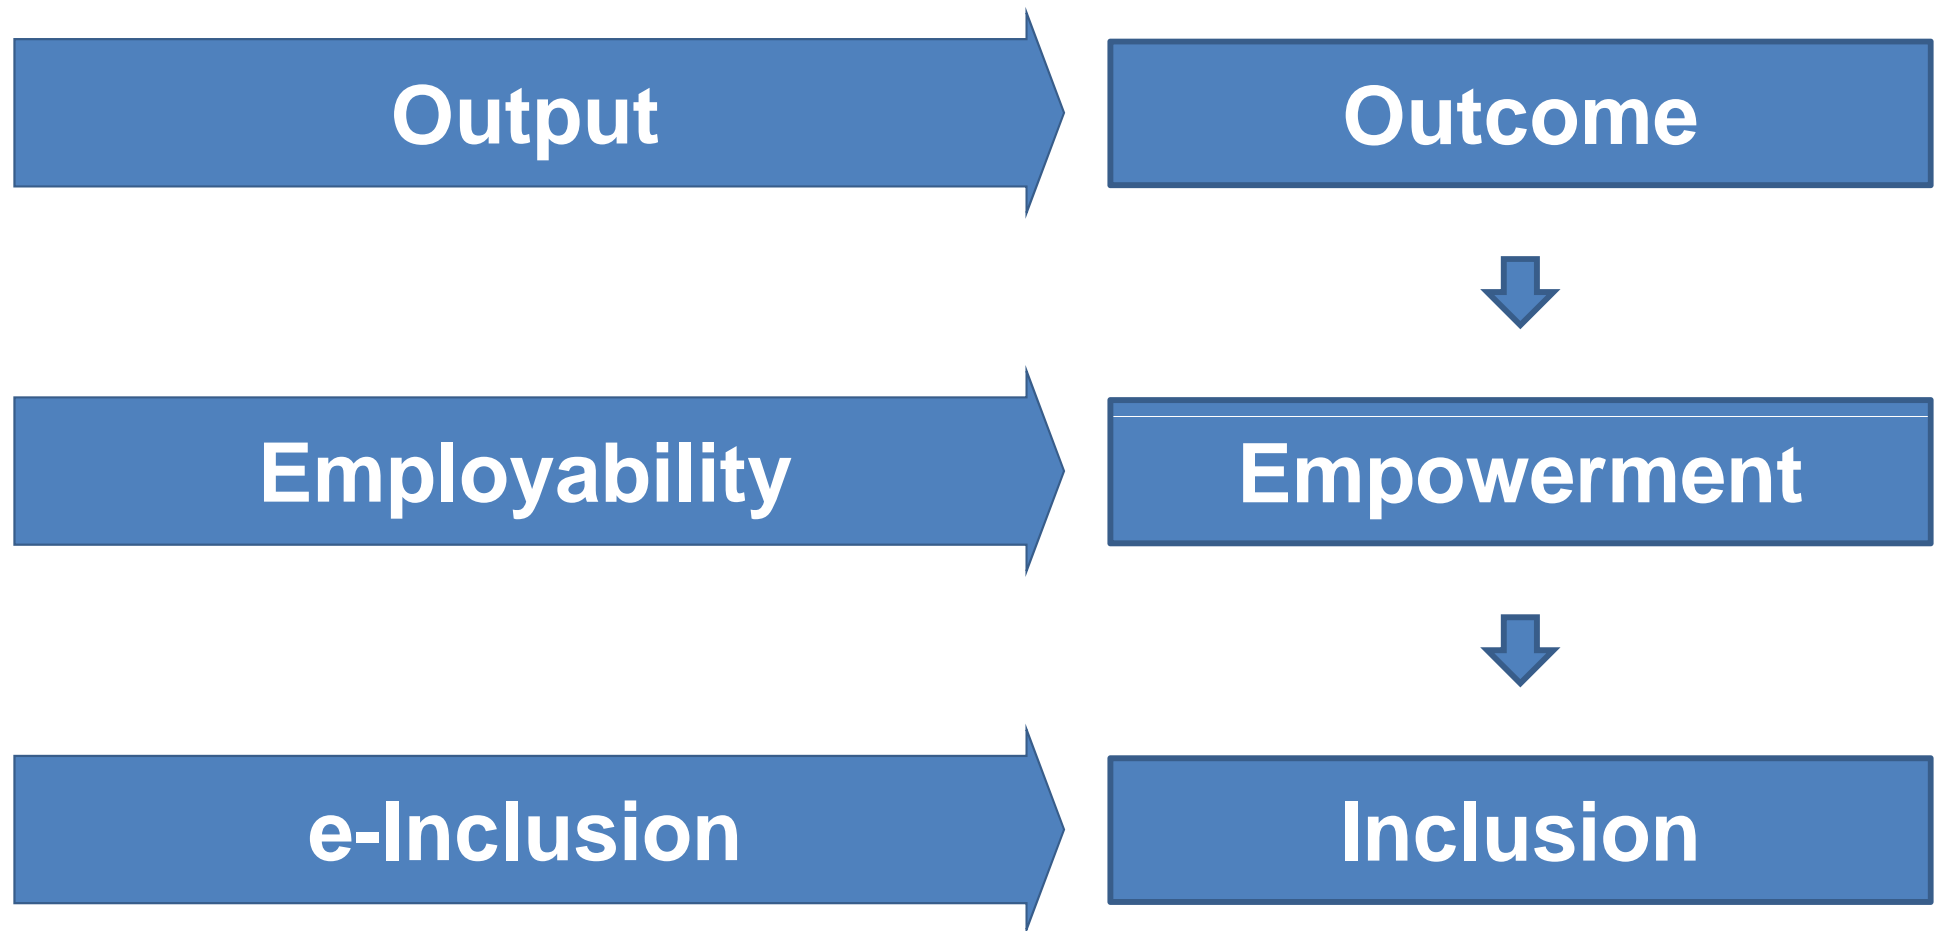 Output
Outcome
Employability
Empowerment
e-Inclusion
Inclusion